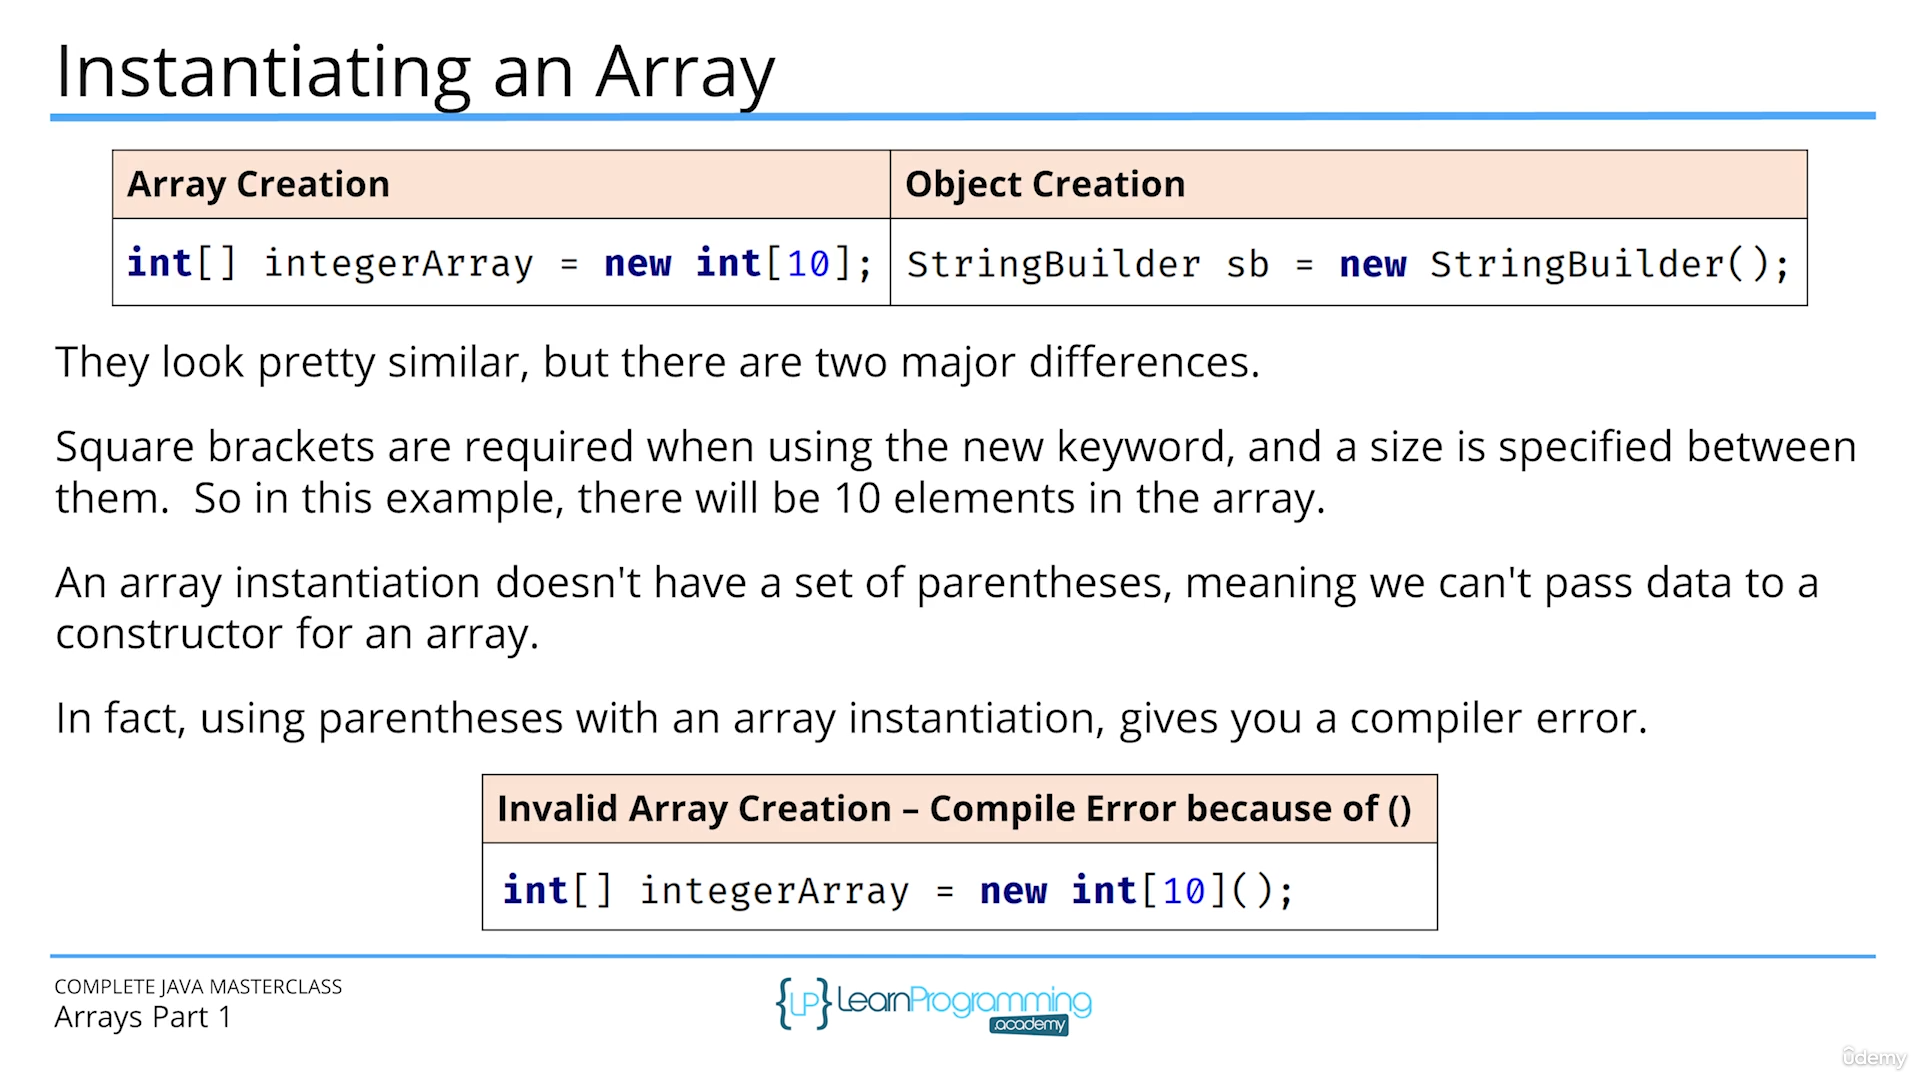 Instantiating an Array
Array Creation
Object Creation
int[] integerArray = new int[10];
StringBuilder sb = new StringBuilder();
They look pretty similar, but there are two major differences.
Square brackets are required when using the new keyword, and a size is specified between
them.  So in this example, there will be 10 elements in the array.
An array instantiation doesn't have a set of parentheses, meaning we can't pass data to a
constructor for an array.
In fact, using parentheses with an array instantiation, gives you a compiler error.
Invalid Array Creation – Compile Error because of ()
int[] integerArray = new int[10]();
COMPLETE JAVA MASTERCLASS
Arrays Part 1
{LP} LearnProgramming
.academy
udemy